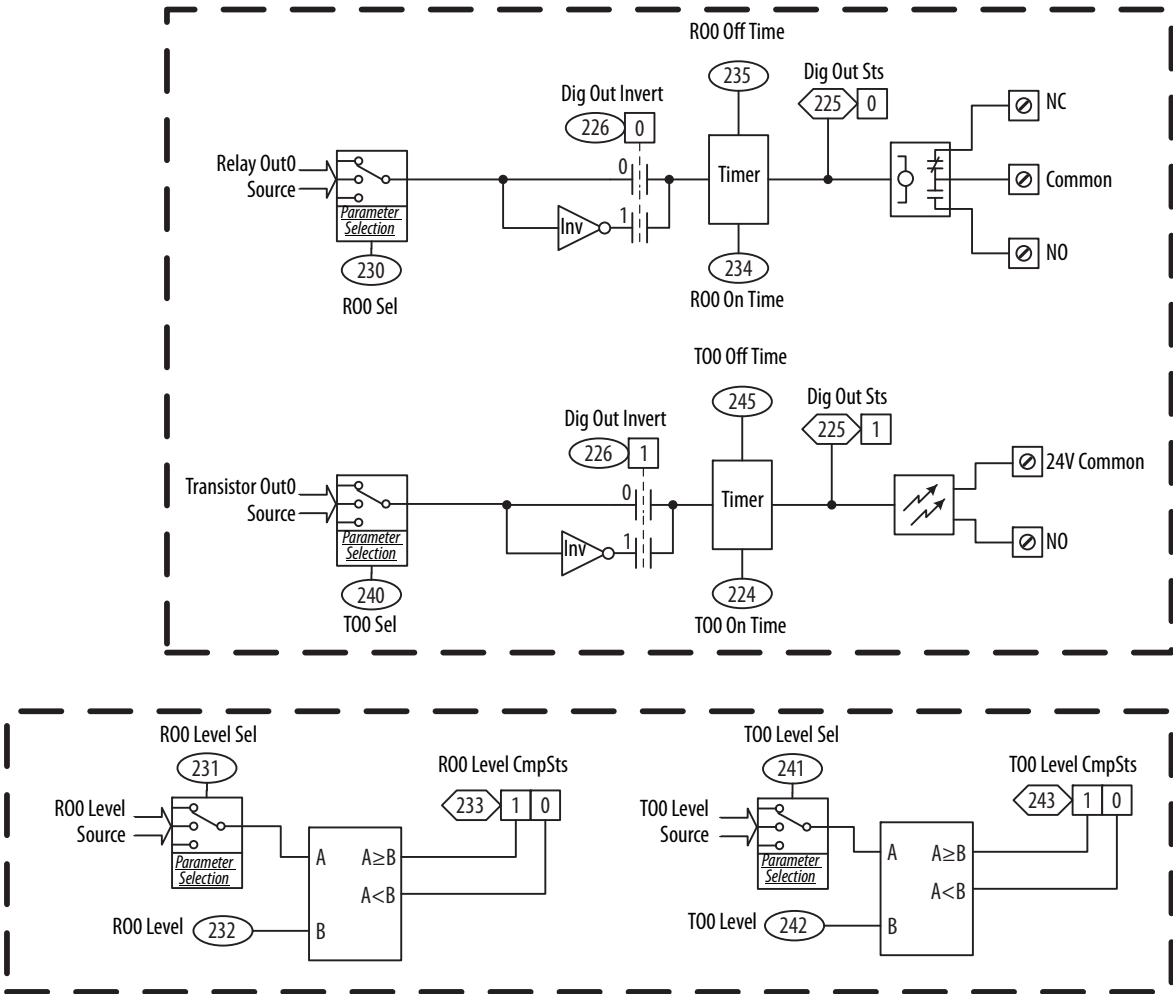 RO0 Off Time
235
Dig Out Sts
225 0
Dig Out Invert
226 0
NC
Relay Out0
Source
0
Timer
Common
Parameter
Selection
Inv
1
230
234
NO
RO0 Sel
RO0 On Time
TO0 Off Time
245
Dig Out Sts
225 1
Dig Out Invert
226 1
24V Common
Transistor Out0
Source
0
Timer
Parameter
Selection
Inv
1
NO
240
224
TO0 Sel
TO0 On Time
RO0 Level Sel
231
RO0 Level CmpSts
233 1 0
RO0 Level
Source
Parameter
Selection
A A≥B
A<B
RO0 Level 232
B
TO0 Level Sel
241
TO0 Level CmpSts
243 1 0
TO0 Level
Source
Parameter
Selection
A A≥B
A<B
TO0 Level 242
B